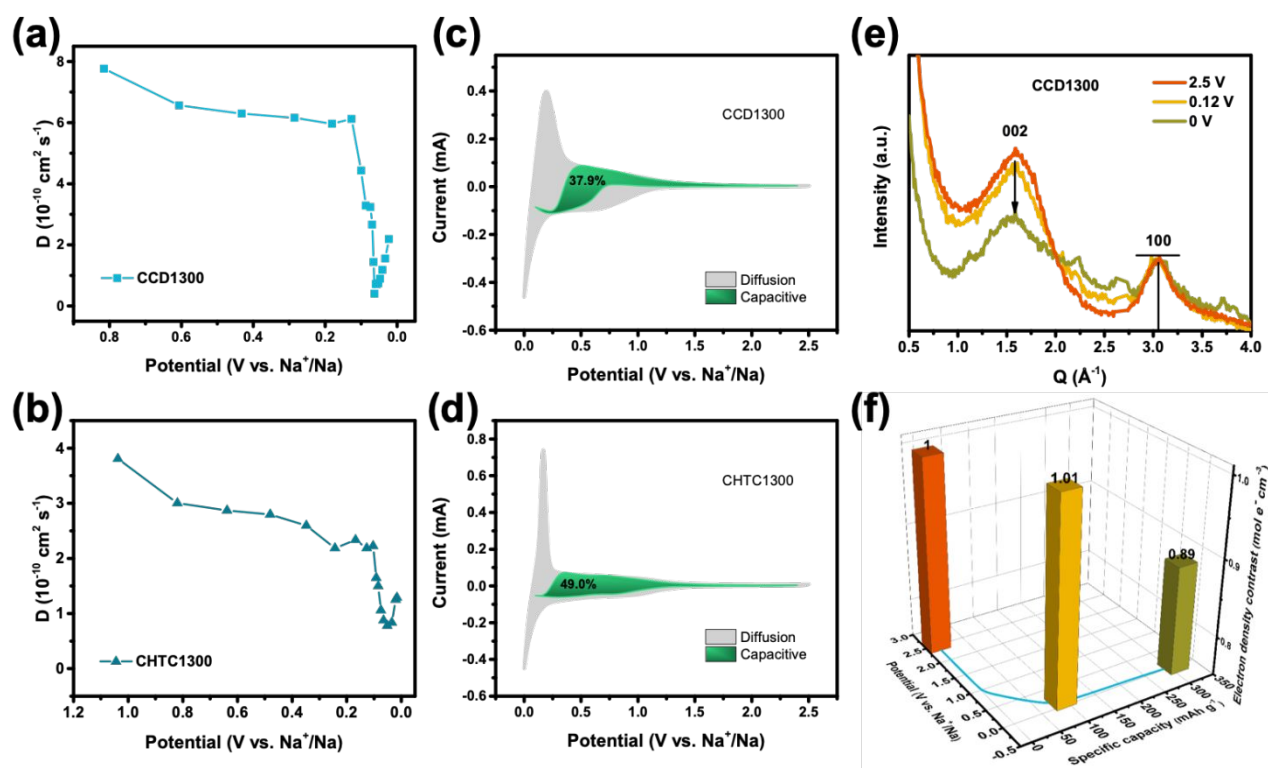 (a)
8
6
4
2
0
D (10⁻¹⁰ cm² s⁻¹)
CCD1300
0.8 0.6 0.4 0.2 0.0
Potential (V vs. Na⁺/Na)
(c)
0.4
0.2
0.0
-0.2
-0.4
-0.6
Current (mA)
CCD1300
37.9%
Diffusion
Capacitive
0.0 0.5 1.0 1.5 2.0 2.5
Potential (V vs. Na⁺/Na)
(e)
Intensity (a.u.)
CCD1300
2.5 V
0.12 V
0 V
002
100
0.5 1.0 1.5 2.0 2.5 3.0 3.5 4.0
Q (Å⁻¹)
(b)
4
3
2
1
0
D (10⁻¹⁰ cm² s⁻¹)
CHTC1300
1.2 1.0 0.8 0.6 0.4 0.2 0.0
Potential (V vs. Na⁺/Na)
(d)
0.8
0.6
0.4
0.2
0.0
-0.2
-0.4
-0.6
Current (mA)
CHTC1300
49.0%
Diffusion
Capacitive
0.0 0.5 1.0 1.5 2.0 2.5
Potential (V vs. Na⁺/Na)
(f)
1
1.01
0.89
1.0
0.9
0.8
Electron density contrast (mol e⁻ cm⁻³)
3.0 2.5 2.0 1.5 1.0 0.5 0.0 -0.5
Potential (V vs. Na⁺/Na)
0 50 100 150 200 250 300 350
Specific capacity (mAh g⁻¹)